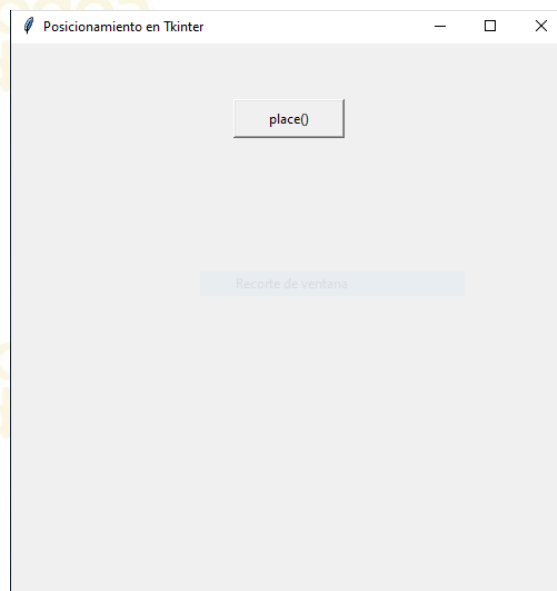 Posicionamiento en Tkinter
place()
Recorte de ventana